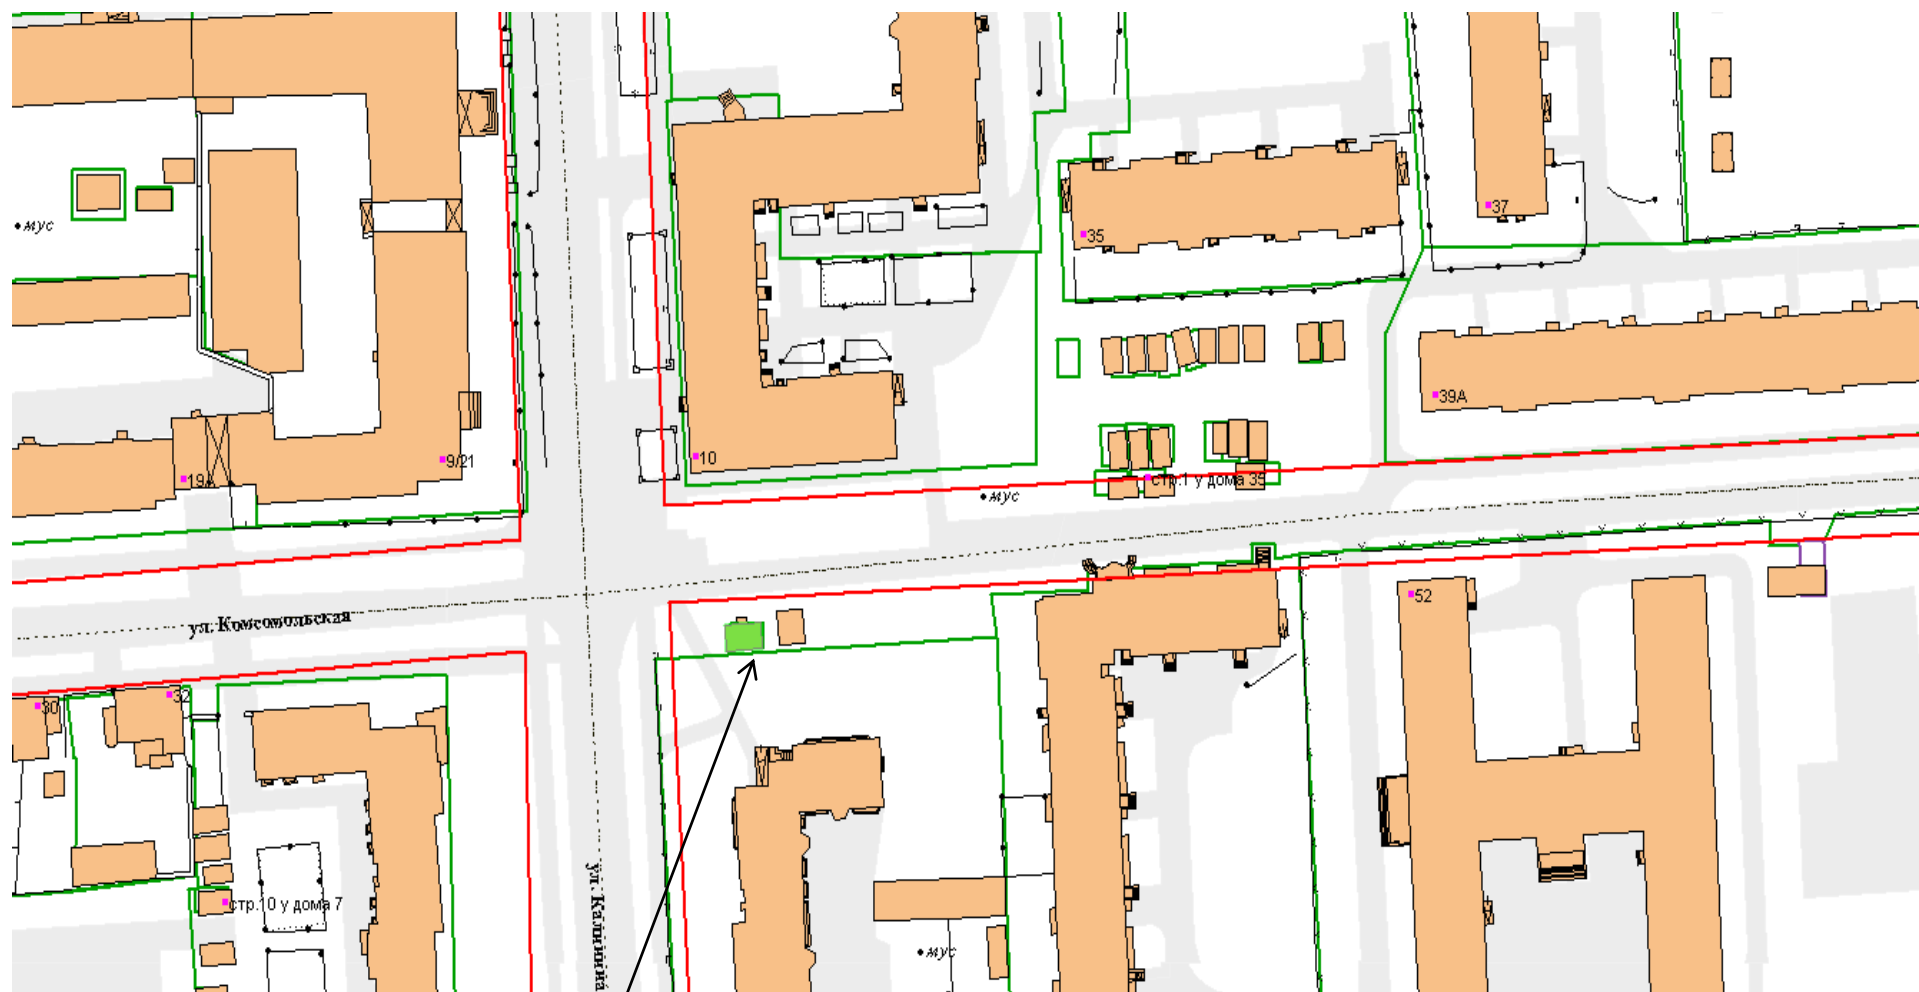 37
мус
35
39А
10
9/21
19А
стр.1 у дома 35
мус
52
ул. Комсомольская
32
30
ул. Калинина
стр.10 у дома 7
мус